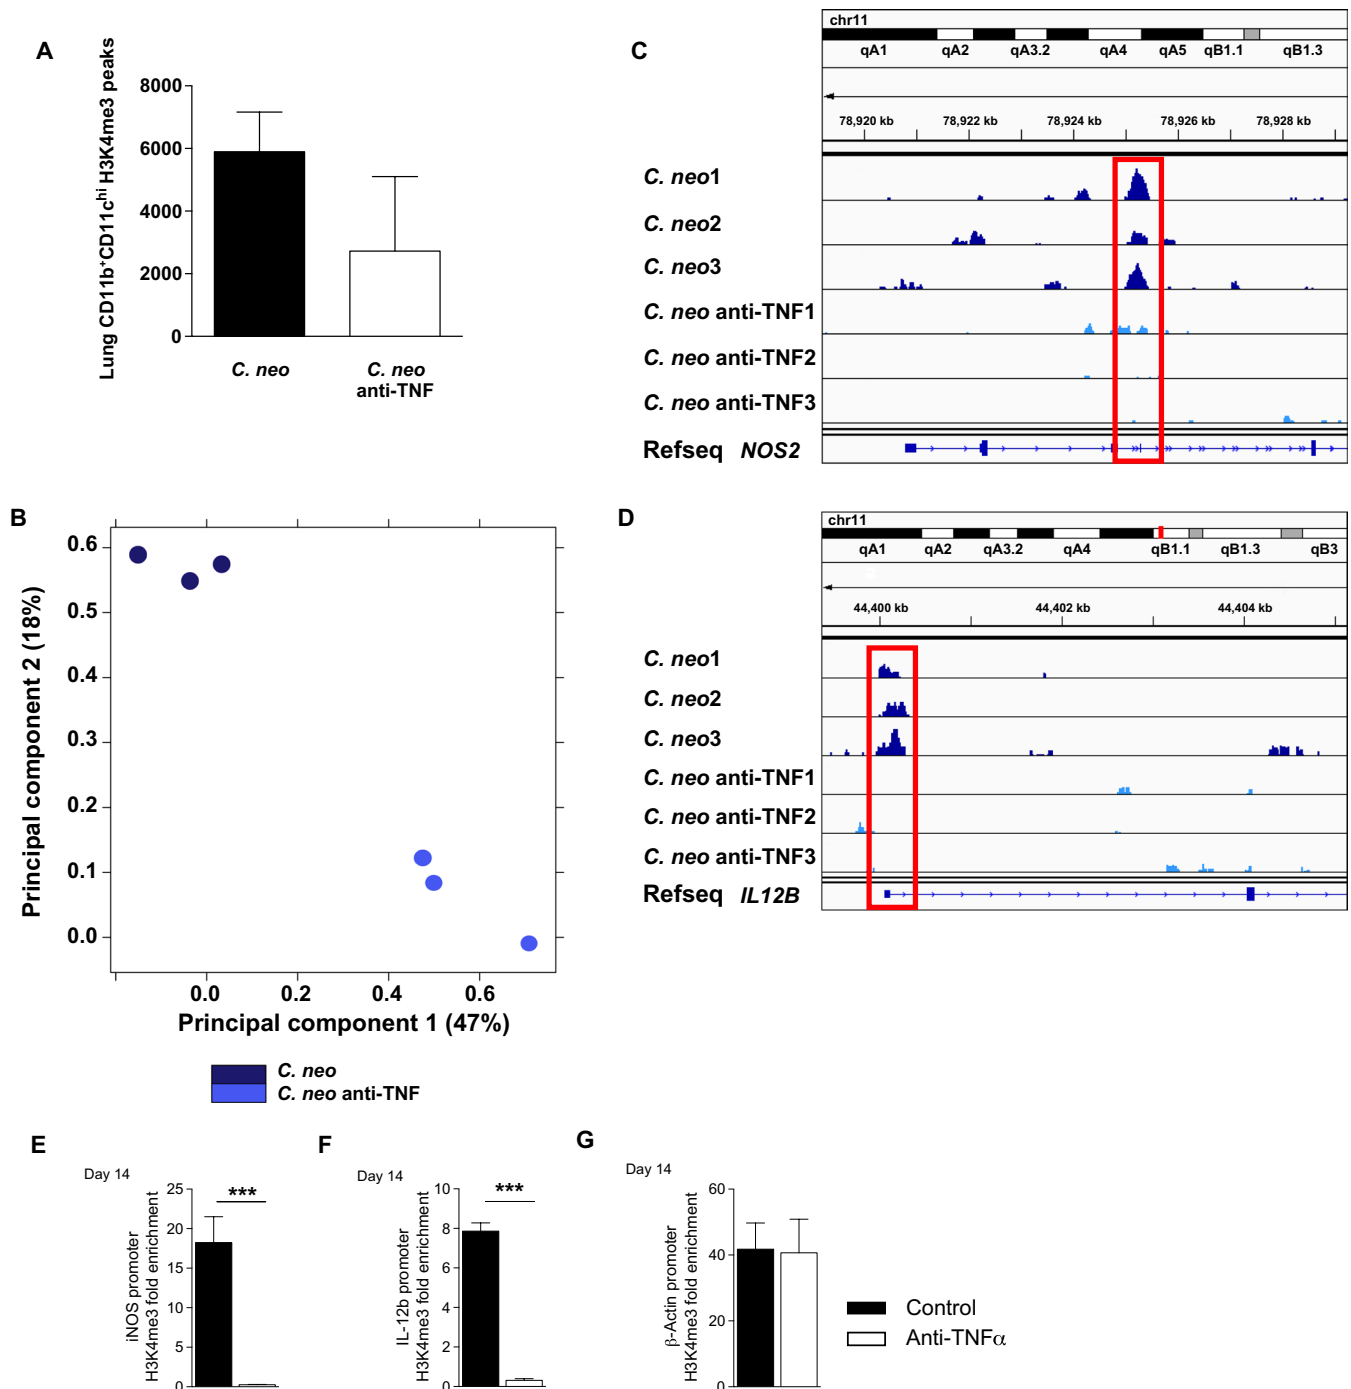 A
Lung CD11b+CD11chi H3K4me3 peaks
8000
6000
4000
2000
0
C. neo
C. neo
anti-TNF
B
Principal component 2 (18%)
0.6
0.5
0.4
0.3
0.2
0.1
0.0
0.0 0.2 0.4 0.6
Principal component 1 (47%)
C. neo
C. neo anti-TNF
C
chr11
qA1 qA2 qA3.2 qA4 qA5 qB1.1 qB1.3
78,920 kb 78,922 kb 78,924 kb 78,926 kb 78,928 kb
C. neo1
C. neo2
C. neo3
C. neo anti-TNF1
C. neo anti-TNF2
C. neo anti-TNF3
Refseq NOS2
D
chr11
qA1 qA2 qA3.2 qA4 qB1.1 qB1.3 qB3
44,400 kb 44,402 kb 44,404 kb
C. neo1
C. neo2
C. neo3
C. neo anti-TNF1
C. neo anti-TNF2
C. neo anti-TNF3
Refseq IL12B
E
Day 14
iNOS promoter
H3K4me3 fold enrichment
25
20
15
10
5
0
***
F
Day 14
IL-12b promoter
H3K4me3 fold enrichment
10
8
6
4
2
0
***
G
Day 14
β-Actin promoter
H3K4me3 fold enrichment
60
40
20
0
Control
Anti-TNFα